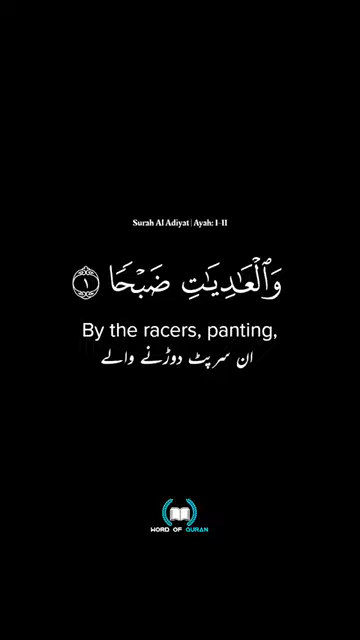 Surah Al Adiyat | Ayah: 1-11
وَٱلْعَٰدِيَٰتِ ضَبْحًا ١
By the racers, panting,
ان سرپٹ دوڑنے والے
WORD OF QURAN